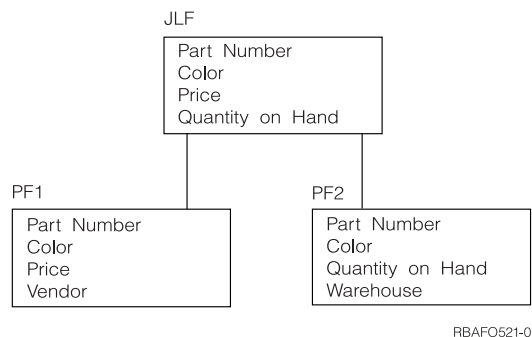 JLF
Part Number
Color
Price
Quantity on Hand
PF1
Part Number
Color
Price
Vendor
PF2
Part Number
Color
Quantity on Hand
Warehouse
RBAFO521-0